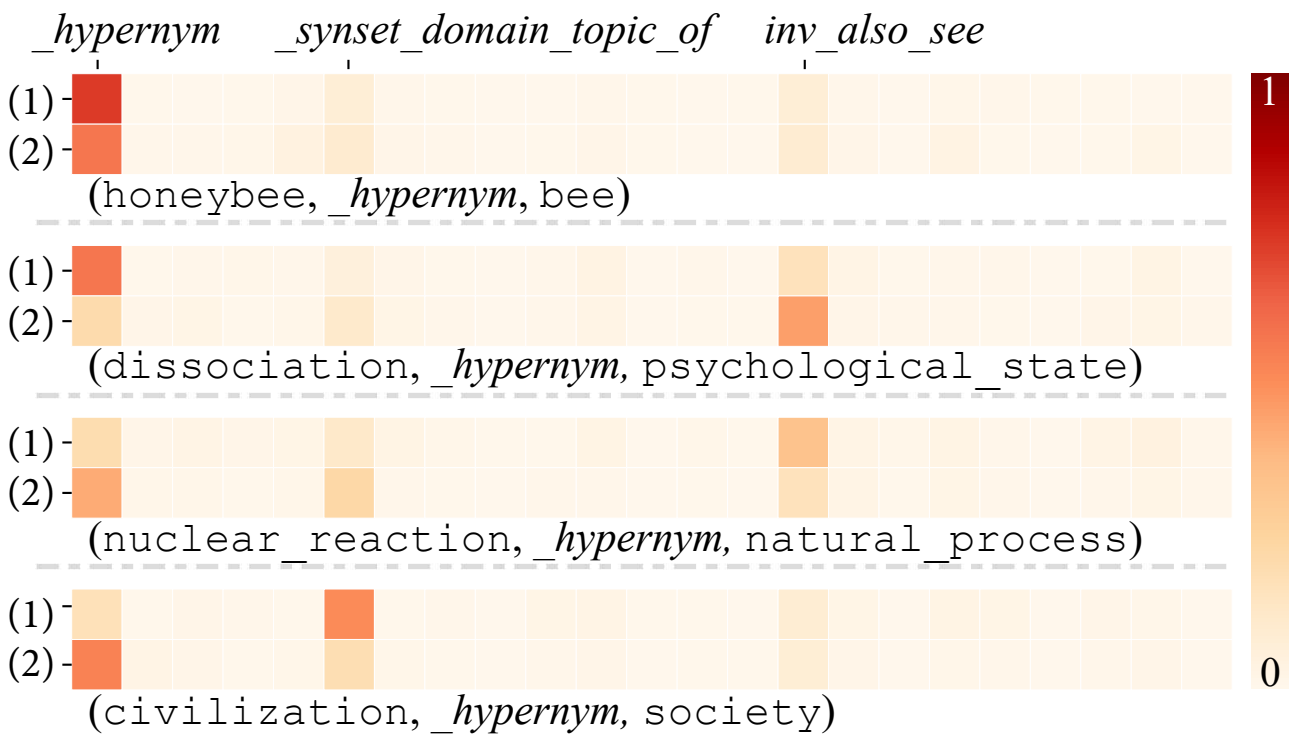 _hypernym _synset_domain_topic_of inv_also_see
(1)
1
(2)
(honeybee, _hypernym, bee)
(1)
(2)
(dissociation, _hypernym, psychological_state)
(1)
(2)
(nuclear_reaction, _hypernym, natural_process)
(1)
(2)
0
(civilization, _hypernym, society)